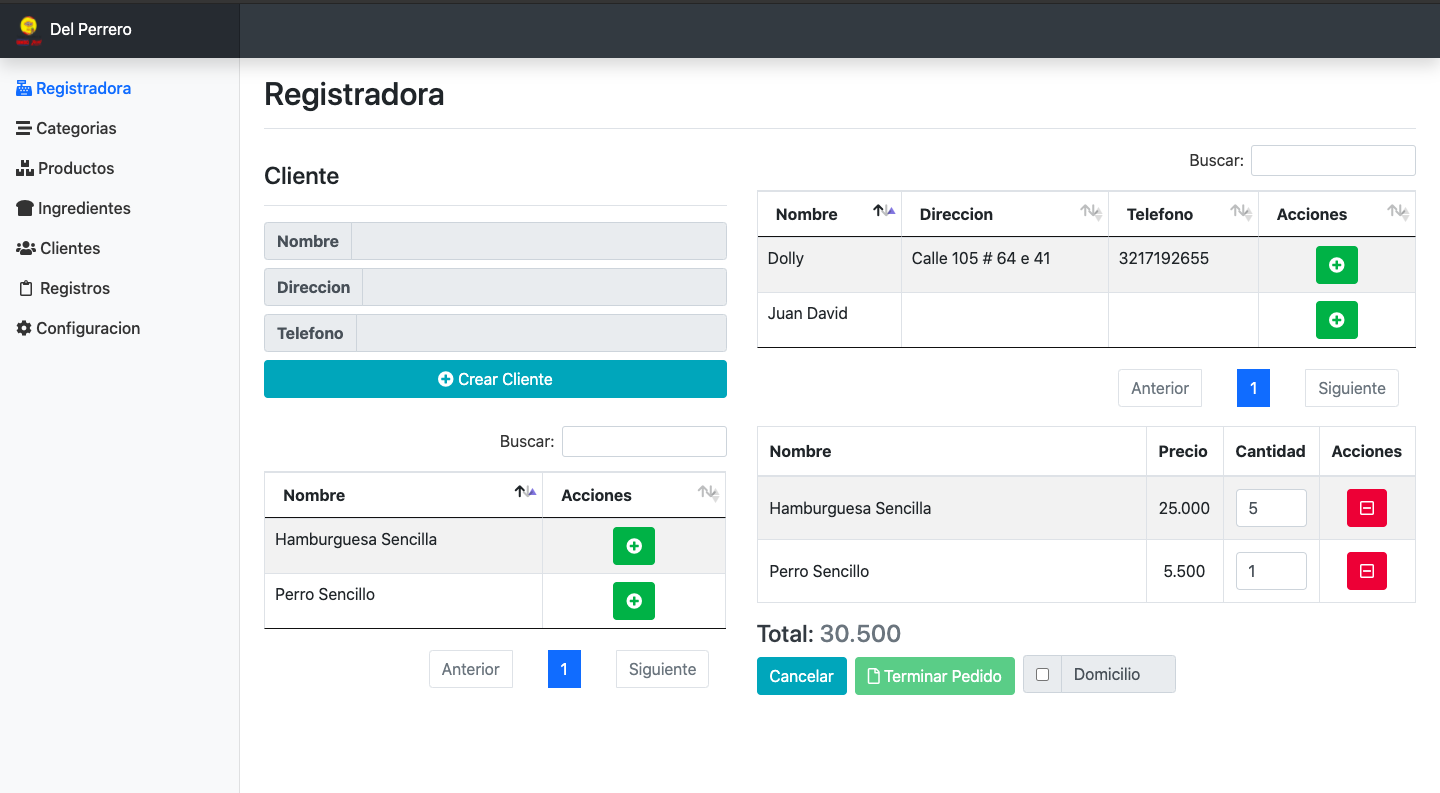 Del Perrero
Registradora
Categorias
Productos
Ingredientes
Clientes
Registros
Configuracion
Registradora
Cliente
Nombre
Direccion
Telefono
Crear Cliente
Buscar:
Nombre Direccion Telefono Acciones
Dolly Calle 105 # 64 e 41 3217192655
Juan David
Anterior 1 Siguiente
Buscar:
Nombre Acciones
Hamburguesa Sencilla
Perro Sencillo
Anterior 1 Siguiente
Nombre Precio Cantidad Acciones
Hamburguesa Sencilla 25.000 5
Perro Sencillo 5.500 1
Total: 30.500
Cancelar Terminar Pedido Domicilio